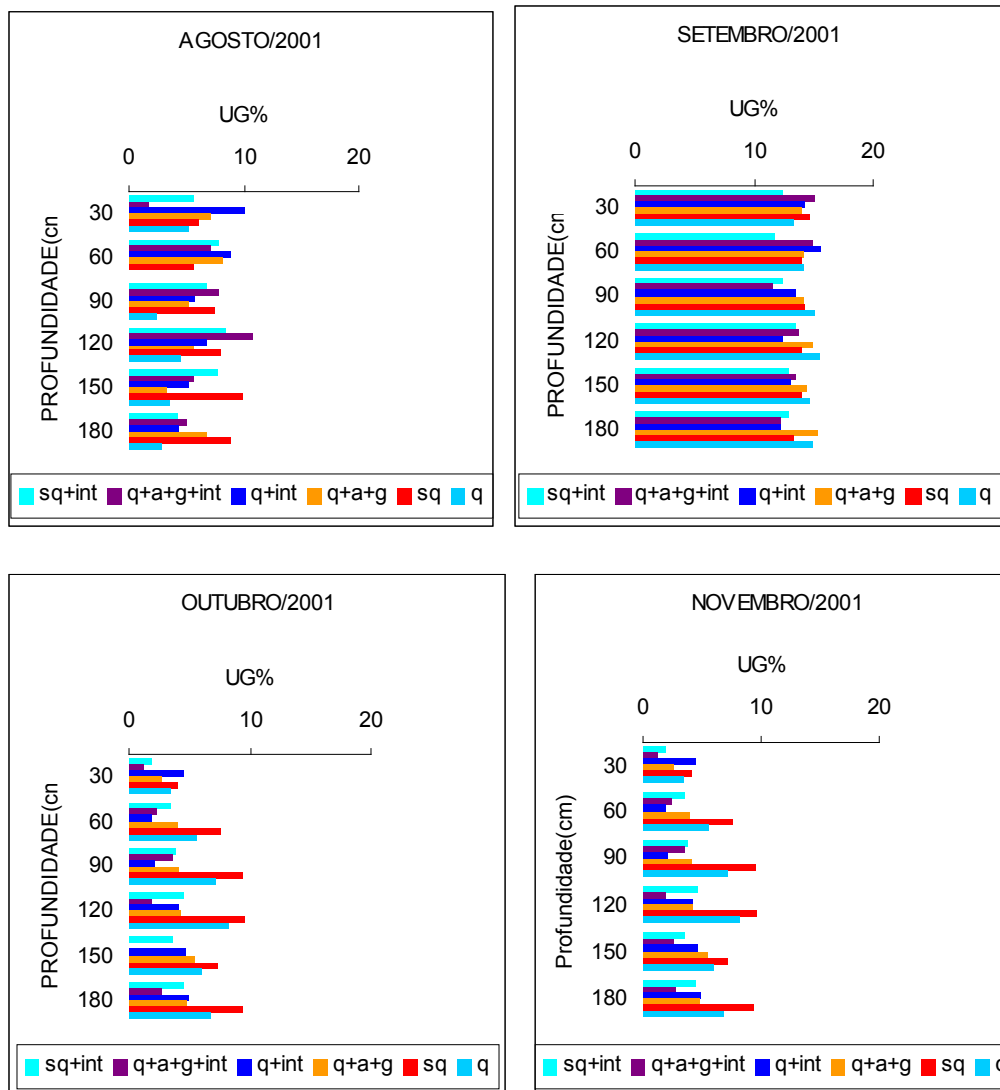 AGOSTO/2001
UG%
0 10 20
PROFUNDIDADE(cn
30
60
90
120
150
180
sq+int q+a+g+int q+int q+a+g sq q
SETEMBRO/2001
UG%
0 10 20
PROFUNDIDADE(cn
30
60
90
120
150
180
sq+int q+a+g+int q+int q+a+g sq q
OUTUBRO/2001
UG%
0 10 20
PROFUNDIDADE(cn
30
60
90
120
150
180
sq+int q+a+g+int q+int q+a+g sq q
NOVEMBRO/2001
UG%
0 10 20
Profundidade(cm)
30
60
90
120
150
180
sq+int q+a+g+int q+int q+a+g sq q